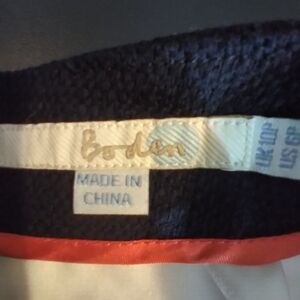 Boden
UK 10P
US 6P
MADE IN
CHINA